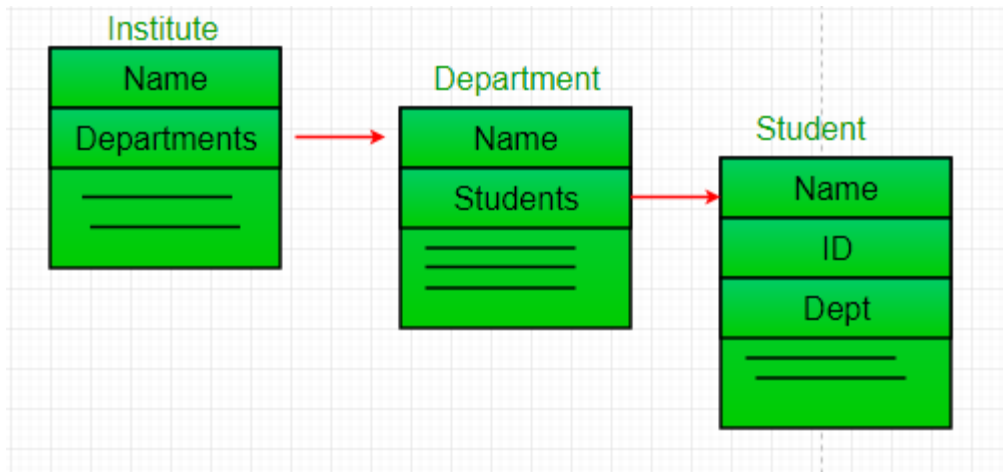 Institute
Name
Departments
Department
Name
Students
Student
Name
ID
Dept